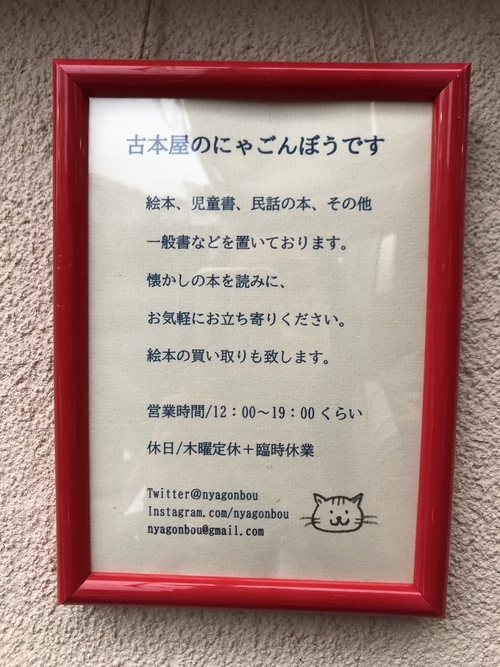 古本屋のにゃごんぼうです
絵本、児童書、民話の本、その他
一般書などを置いております。
懐かしの本を読みに、
お気軽にお立ち寄りください。
絵本の買い取りも致します。
営業時間/12:00〜19:00くらい
休日/木曜定休+臨時休業
Twitter@nyagonbou
Instagram.com/nyagonbou
nyagonbou@gmail.com